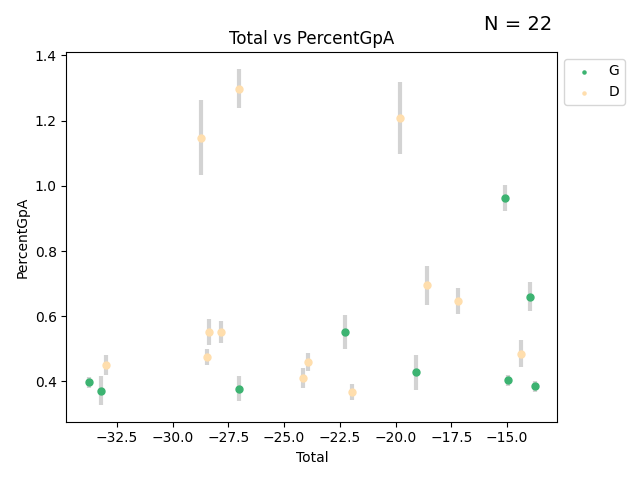 N = 22
Total vs PercentGpA
G
D
1.4
1.2
1.0
0.8
0.6
0.4
PercentGpA
−32.5
−30.0
−27.5
−25.0
−22.5
−20.0
−17.5
−15.0
Total